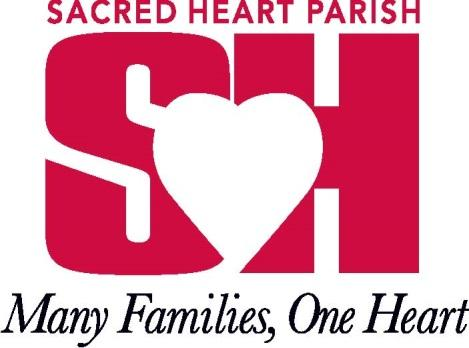 SACRED HEART PARISH
SH
Many Families, One Heart